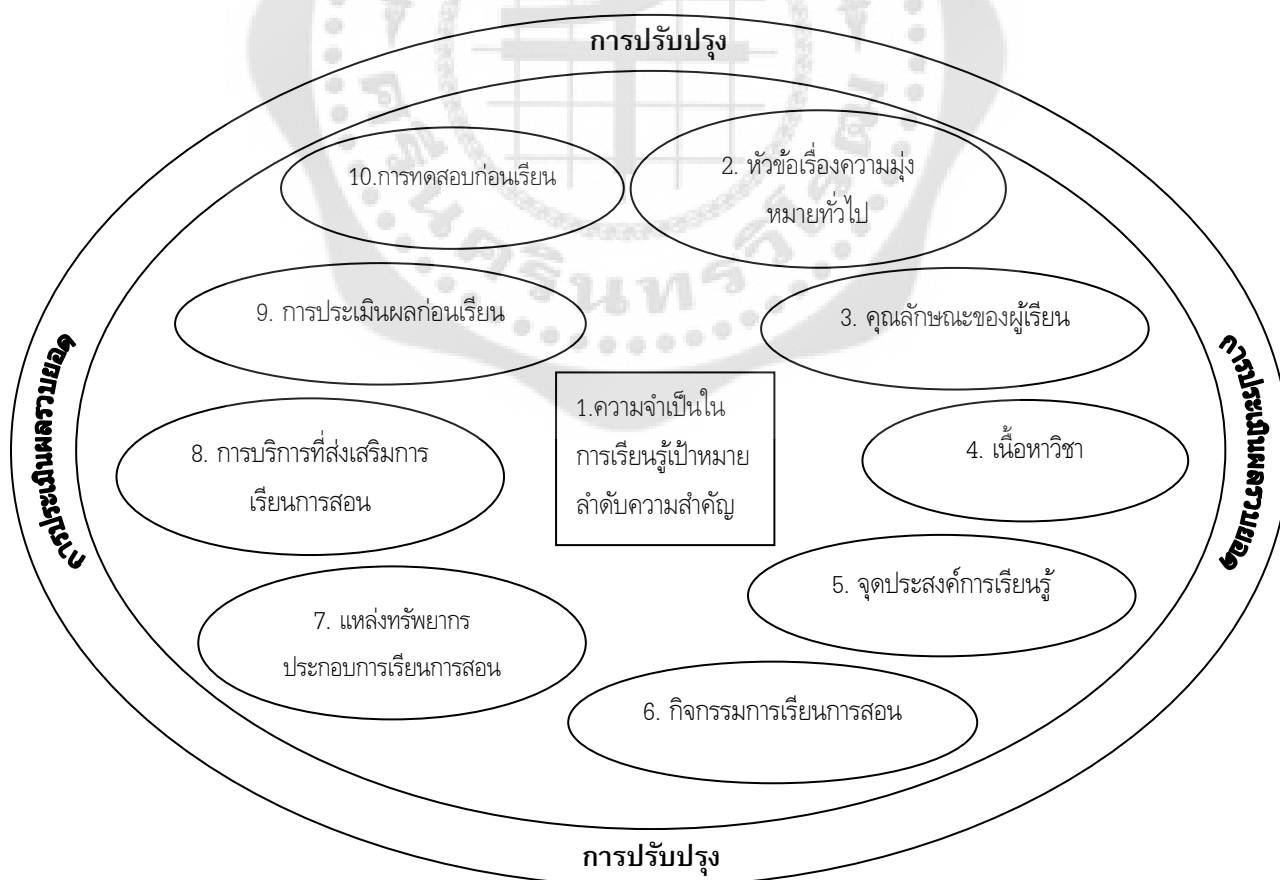 การปรับปรุง
10.การทดสอบก่อนเรียน
2. หัวข้อเรื่องความมุ่ง
หมายทั่วไป
9. การประเมินผลก่อนเรียน
3. คุณลักษณะของผู้เรียน
การประเมินผลรวบยอด
1.ความจำเป็นใน
การเรียนรู้เป้าหมาย
ลำดับความสำคัญ
การประเมินผลรวบยอด
8. การบริการที่ส่งเสริมการ
เรียนการสอน
4. เนื้อหาวิชา
7. แหล่งทรัพยากร
ประกอบการเรียนการสอน
5. จุดประสงค์การเรียนรู้
6. กิจกรรมการเรียนการสอน
การปรับปรุง